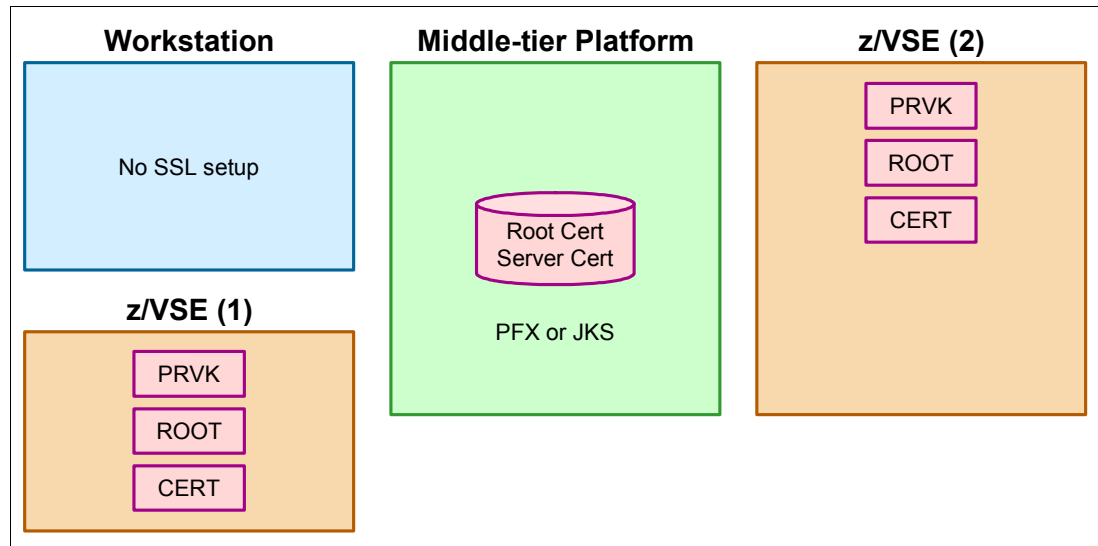 Workstation
No SSL setup
z/VSE (1)
PRVK
ROOT
CERT
Middle-tier Platform
Root Cert
Server Cert
PFX or JKS
z/VSE (2)
PRVK
ROOT
CERT